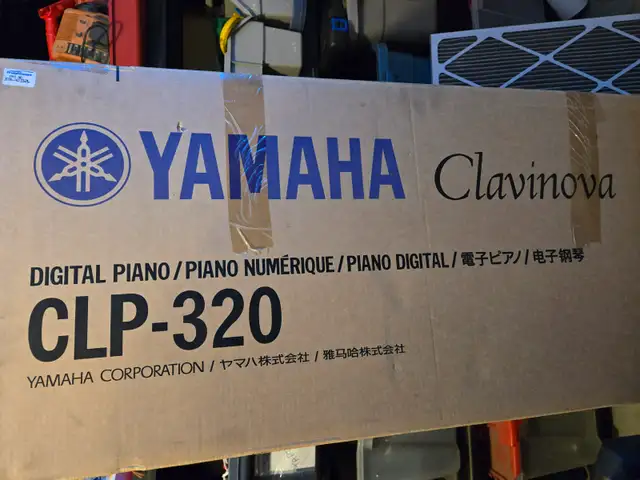 YAMAHA Clavinova
DIGITAL PIANO / PIANO NUMÉRIQUE / PIANO DIGITAL / 電子ピアノ / 电子钢琴
CLP-320
YAMAHA CORPORATION / ヤマハ株式会社 / 雅马哈株式会社